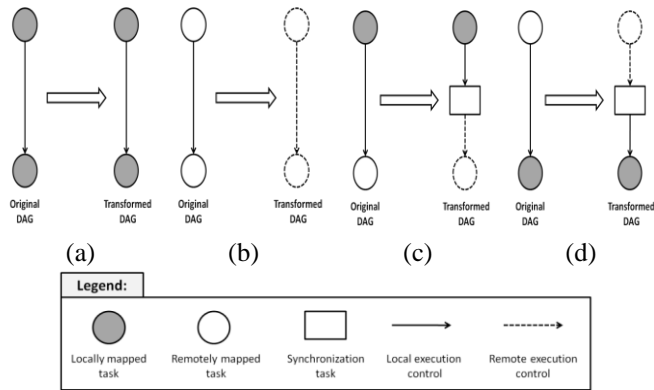 Original DAG
Transformed DAG
Original DAG
Transformed DAG
Original DAG
Transformed DAG
Original DAG
Transformed DAG
(a)
(b)
(c)
(d)
Legend:
Locally mapped task
Remotely mapped task
Synchronization task
Local execution control
Remote execution control